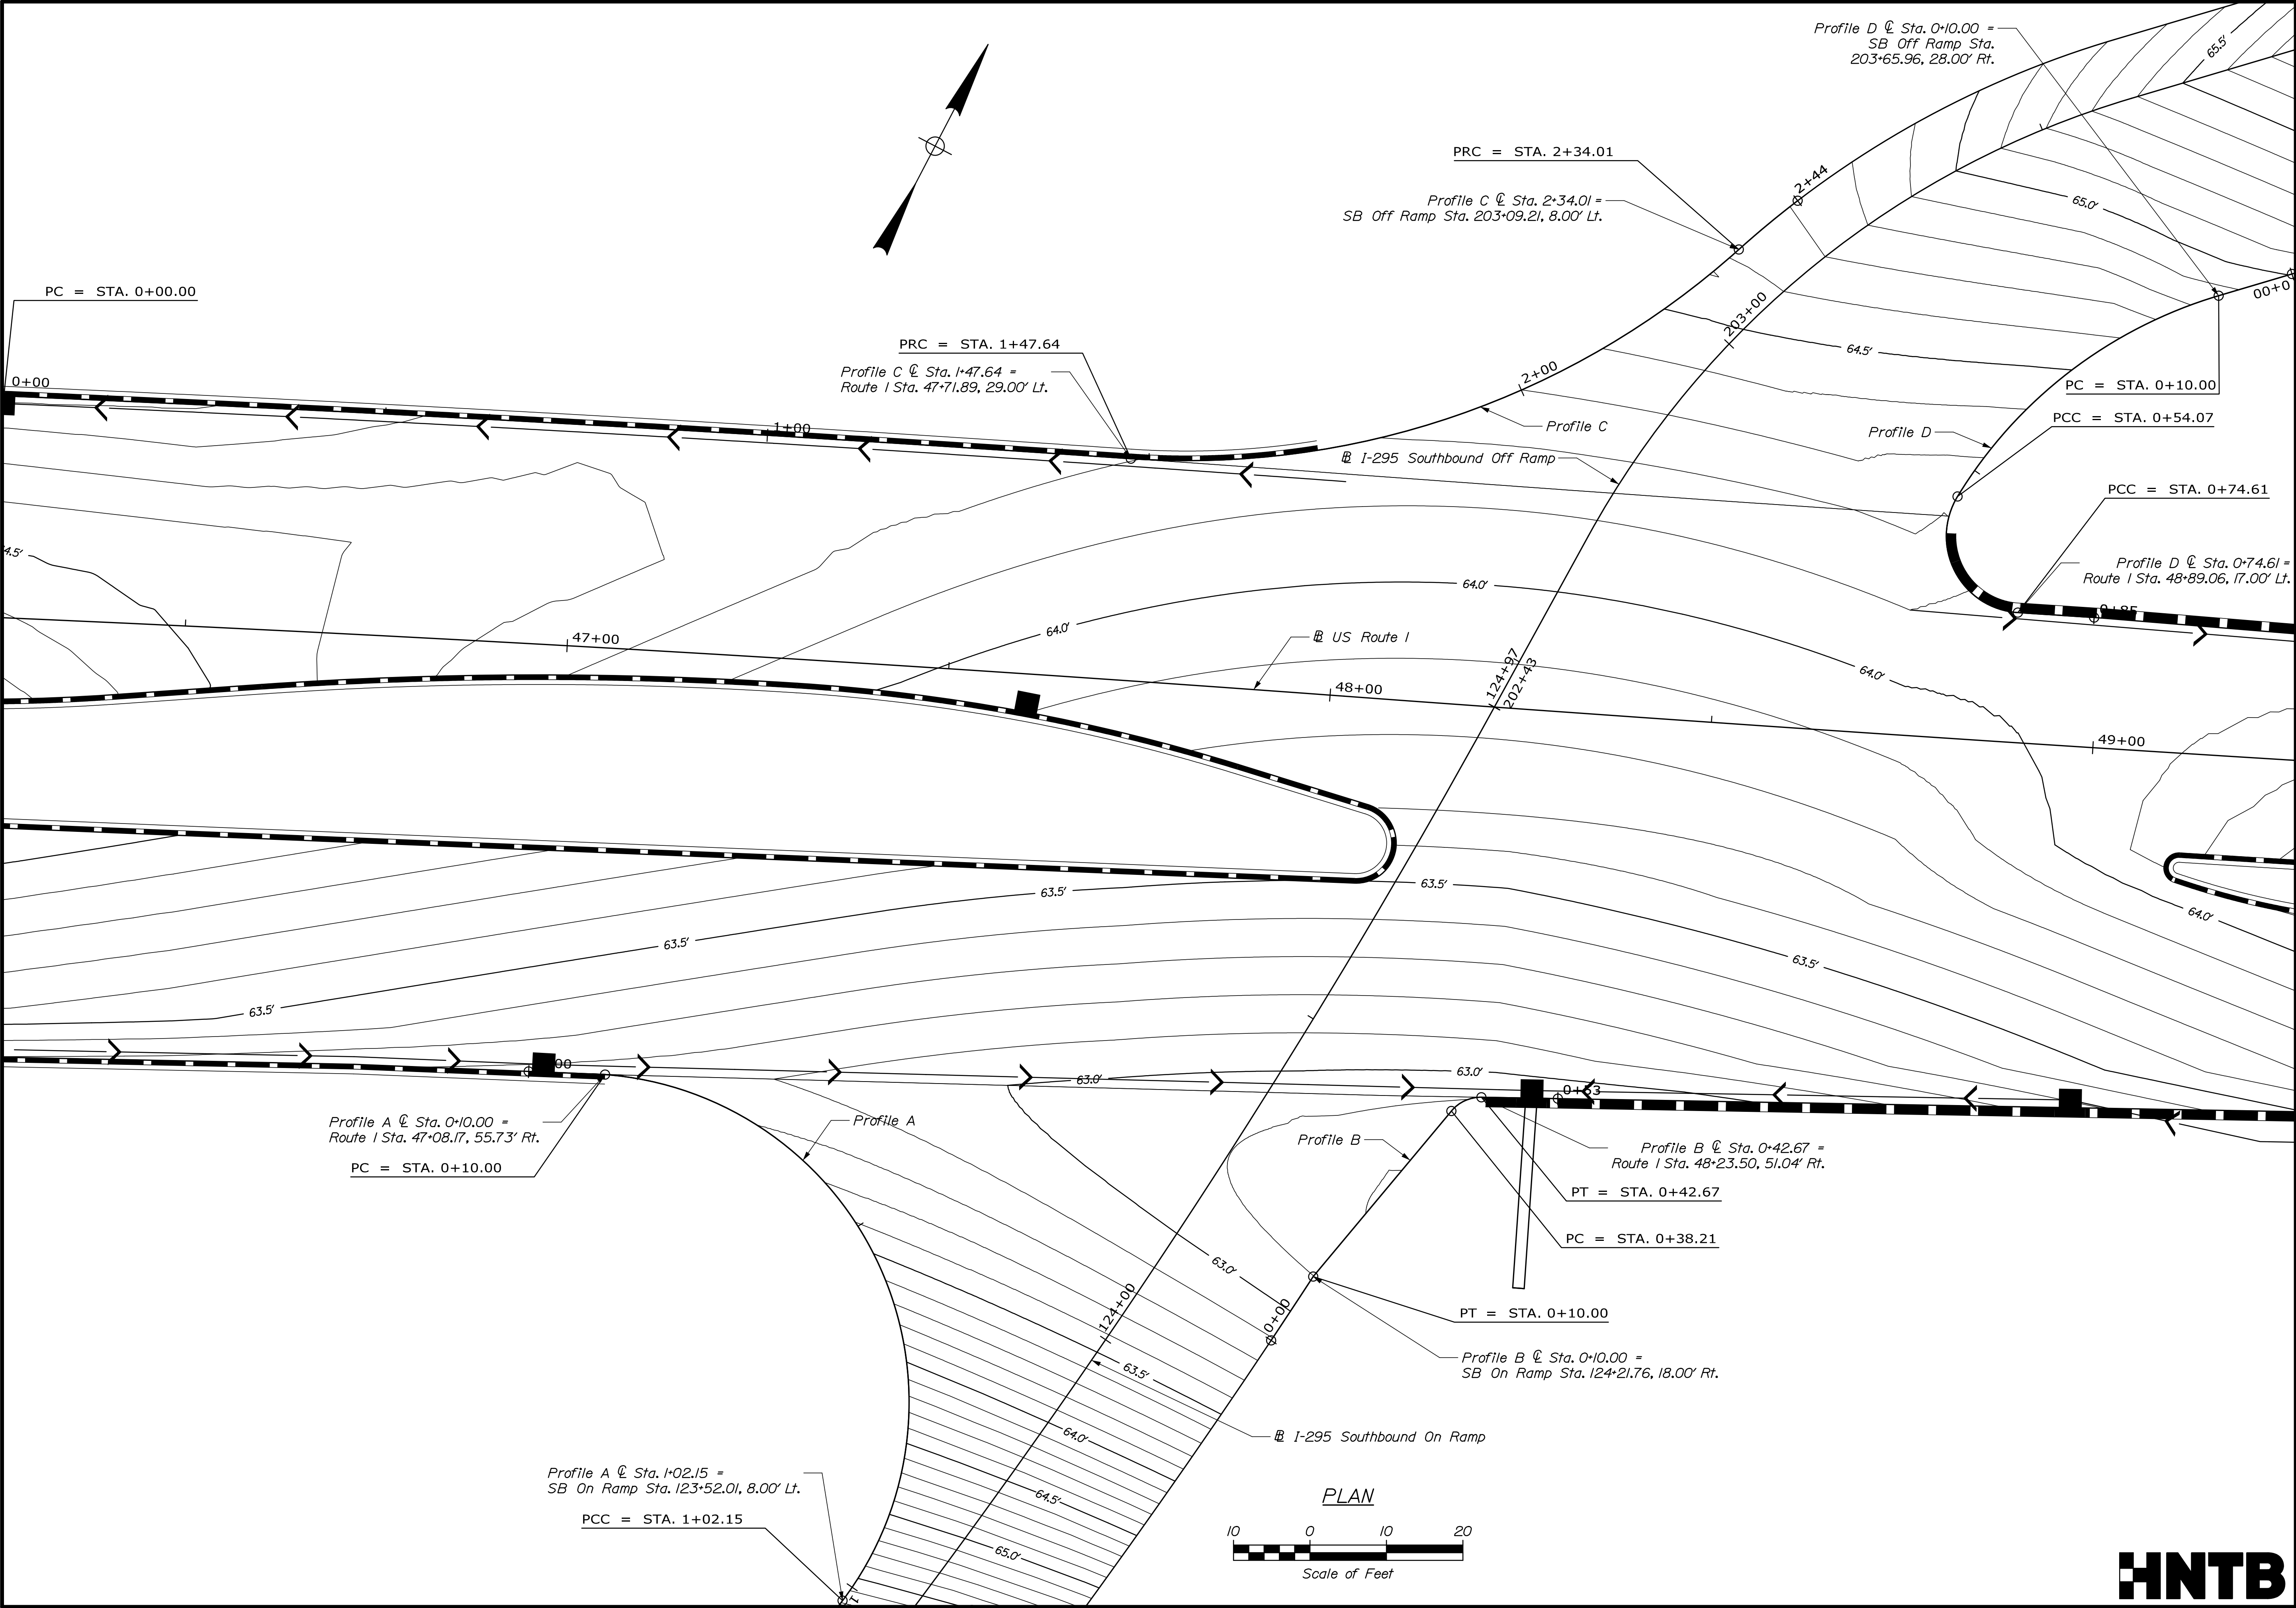 Profile D ℄ Sta. 0+10.00 =
SB Off Ramp Sta.
203+65.96, 28.00' Rt.
65.5'
PRC = STA. 2+34.01
2+44
Profile C ℄ Sta. 2+34.01 =
SB Off Ramp Sta. 203+09.21, 8.00' Lt.
65.0'
PC = STA. 0+00.00
0+00
203+00
PRC = STA. 1+47.64
Profile C ℄ Sta. 1+47.64 =
Route 1 Sta. 47+71.89, 29.00' Lt.
64.5'
2+00
PC = STA. 0+10.00
0+00
1+00
Profile C
Profile D
PCC = STA. 0+54.07
BL I-295 Southbound Off Ramp
PCC = STA. 0+74.61
4.5'
Profile D ℄ Sta. 0+74.61 =
Route 1 Sta. 48+89.06, 17.00' Lt.
64.0'
0+85
64.0'
47+00
BL US Route 1
124+97
202+43
64.0'
48+00
49+00
63.5'
63.5'
64.0'
63.5'
63.5'
63.5'
00
63.0'
63.0'
0+53
Profile A ℄ Sta. 0+10.00 =
Route 1 Sta. 47+08.17, 55.73' Rt.
PC = STA. 0+10.00
Profile A
Profile B
Profile B ℄ Sta. 0+42.67 =
Route 1 Sta. 48+23.50, 51.04' Rt.
PT = STA. 0+42.67
PC = STA. 0+38.21
63.0'
124+00
0+00
PT = STA. 0+10.00
Profile B ℄ Sta. 0+10.00 =
SB On Ramp Sta. 124+21.76, 18.00' Rt.
63.5'
64.0'
BL I-295 Southbound On Ramp
Profile A ℄ Sta. 1+02.15 =
SB On Ramp Sta. 123+52.01, 8.00' Lt.
PCC = STA. 1+02.15
64.5'
65.0'
1
PLAN
10 0 10 20
Scale of Feet
HNTB